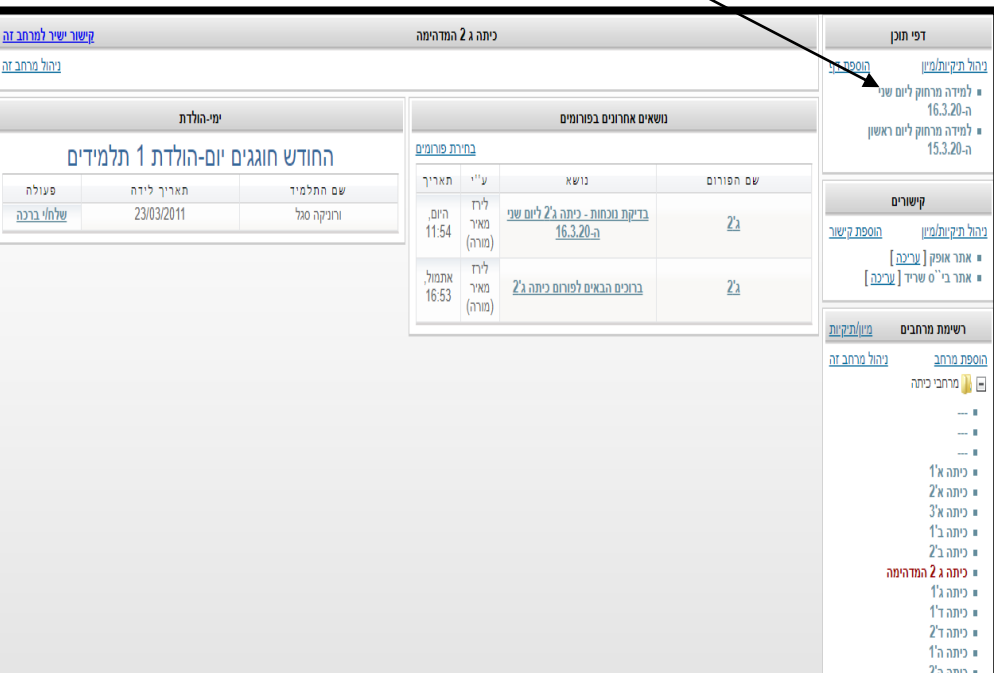 דפי תוכן
ניהול תיקיות/מיון הוספת דף
למידה מרחוק ליום שני
ה-16.3.20
למידה מרחוק ליום ראשון
ה-15.3.20
קישורים
ניהול תיקיות/מיון הוספת קישור
אתר אופק [ עריכה ]
אתר בי``ס שריד [ עריכה ]
רשימת מרחבים מיון/תיקיות
הוספת מרחב ניהול מרחב זה
מרחבי כיתה
---
---
---
כיתה א'1
כיתה א'2
כיתה א'3
כיתה ב'1
כיתה ב'2
כיתה ג 2 המדהימה
כיתה ג'1
כיתה ד'1
כיתה ד'2
כיתה ה'1
כיתה ה'2
כיתה ג 2 המדהימה קישור ישיר למרחב זה
ניהול מרחב זה
נושאים אחרונים בפורומים
בחירת פורומים
שם הפורום נושא ע''י תאריך
ג'2 בדיקת נוכחות - כיתה ג'2 ליום שני ה-16.3.20 לירז מאיר (מורה) היום, 11:54
ג'2 ברוכים הבאים לפורום כיתה ג'2 לירז מאיר (מורה) אתמול, 16:53
ימי-הולדת
החודש חוגגים יום-הולדת 1 תלמידים
שם התלמיד תאריך לידה פעולה
ורוניקה סגל 23/03/2011 שלח/י ברכה